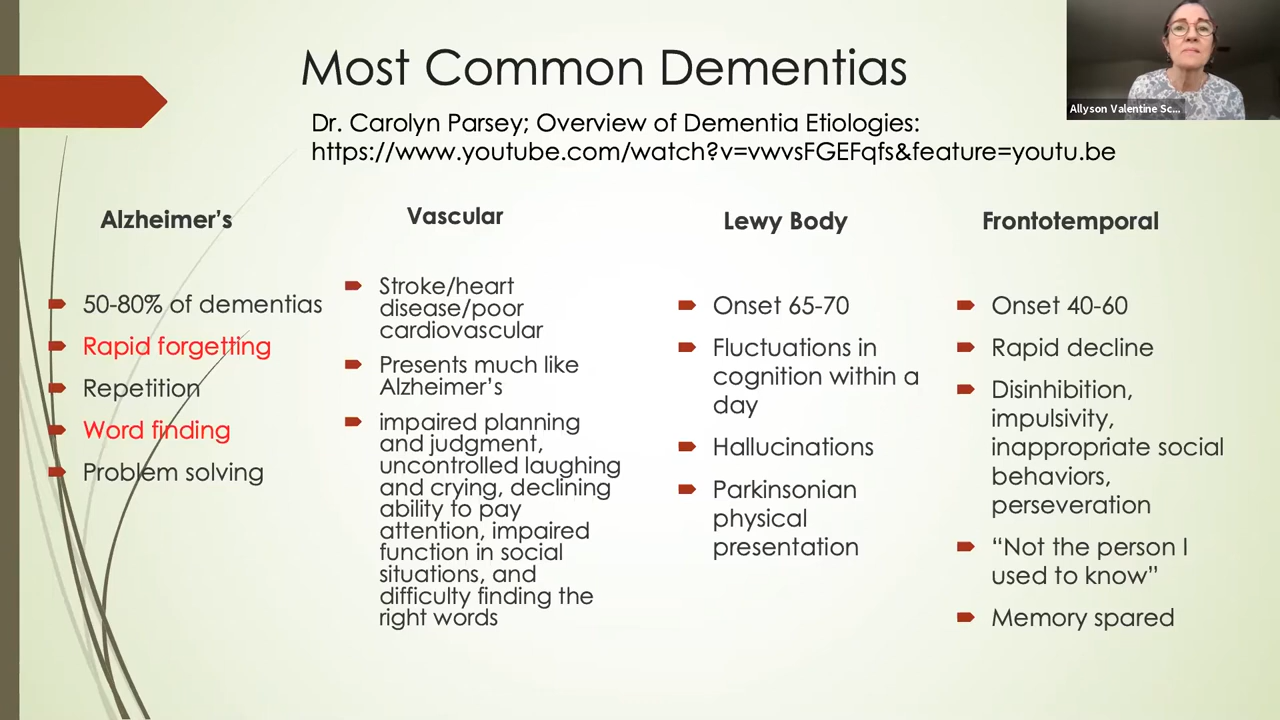 Most Common Dementias
Allyson Valentine Sc...
Dr. Carolyn Parsey; Overview of Dementia Etiologies:
https://www.youtube.com/watch?v=vwvsFGEFqfs&feature=youtu.be
Alzheimer's
50-80% of dementias
Rapid forgetting
Repetition
Word finding
Problem solving
Vascular
Stroke/heart
disease/poor
cardiovascular
Presents much like
Alzheimer's
impaired planning
and judgment,
uncontrolled laughing
and crying, declining
ability to pay
attention, impaired
function in social
situations, and
difficulty finding the
right words
Lewy Body
Onset 65-70
Fluctuations in
cognition within a
day
Hallucinations
Parkinsonian
physical
presentation
Frontotemporal
Onset 40-60
Rapid decline
Disinhibition,
impulsivity,
inappropriate social
behaviors,
perseveration
“Not the person I
used to know”
Memory spared